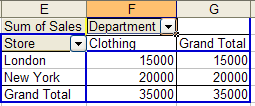 E F G
Sum of Sales Department
Store Clothing Grand Total
London 15000 15000
New York 20000 20000
Grand Total 35000 35000